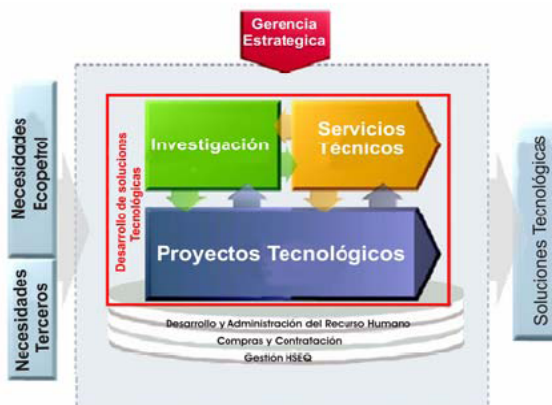 Gerencia
Estrategica
Necesidades
Ecopetrol
Necesidades
Terceros
Desarrollo de soluciones
Tecnológicas
Investigación
Servicios
Técnicos
Proyectos Tecnológicos
Desarrollo y Administración del Recurso Humano
Compras y Contratación
Gestión HSEQ
Soluciones Tecnológicas